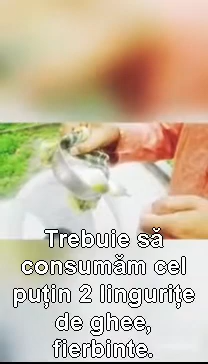 Trebuie să
consumăm cel
puțin 2 lingurițe
de ghee,
fierbinte.